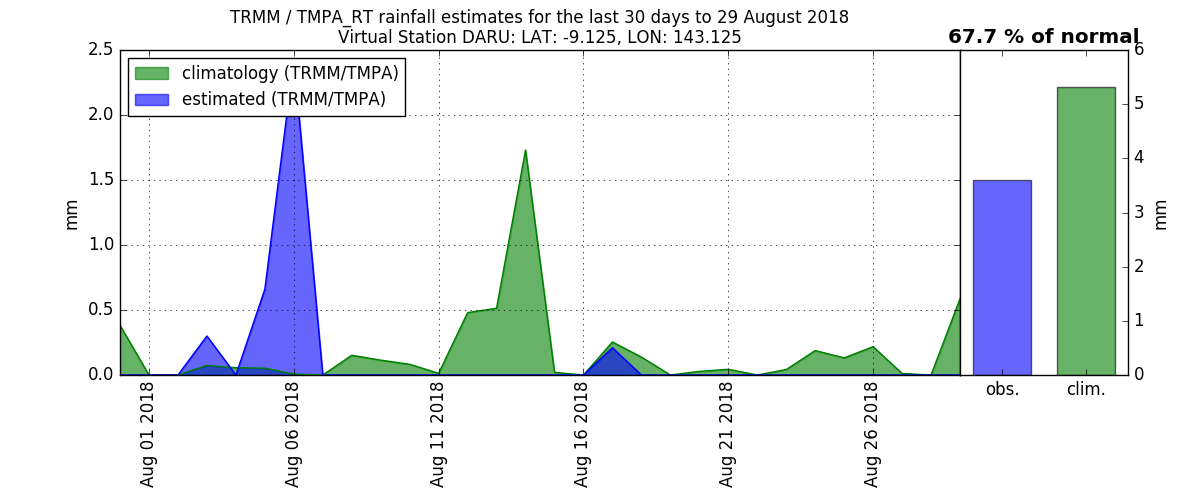 TRMM / TMPA_RT rainfall estimates for the last 30 days to 29 August 2018
Virtual Station DARU: LAT: -9.125, LON: 143.125
67.7 % of normal
climatology (TRMM/TMPA)
estimated (TRMM/TMPA)
2.5
2.0
1.5
1.0
0.5
0.0
mm
Aug 01 2018
Aug 06 2018
Aug 11 2018
Aug 16 2018
Aug 21 2018
Aug 26 2018
obs.
clim.
6
5
4
3
2
1
0
mm